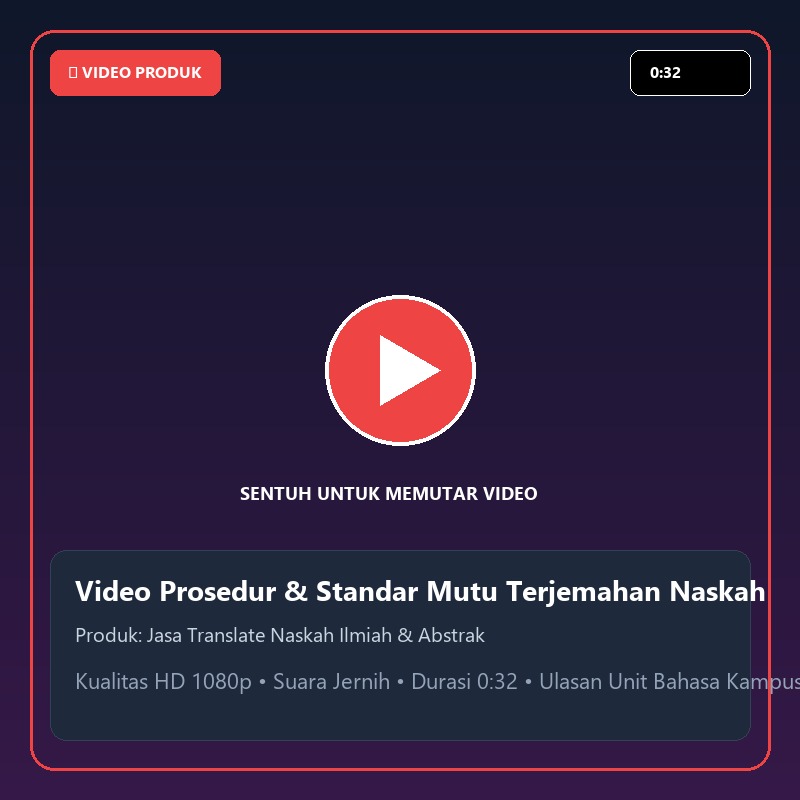 VIDEO PRODUK
0:32
SENTUH UNTUK MEMUTAR VIDEO
Video Prosedur & Standar Mutu Terjemahan Naskah
Produk: Jasa Translate Naskah Ilmiah & Abstrak
Kualitas HD 1080p • Suara Jernih • Durasi 0:32 • Ulasan Unit Bahasa Kampus